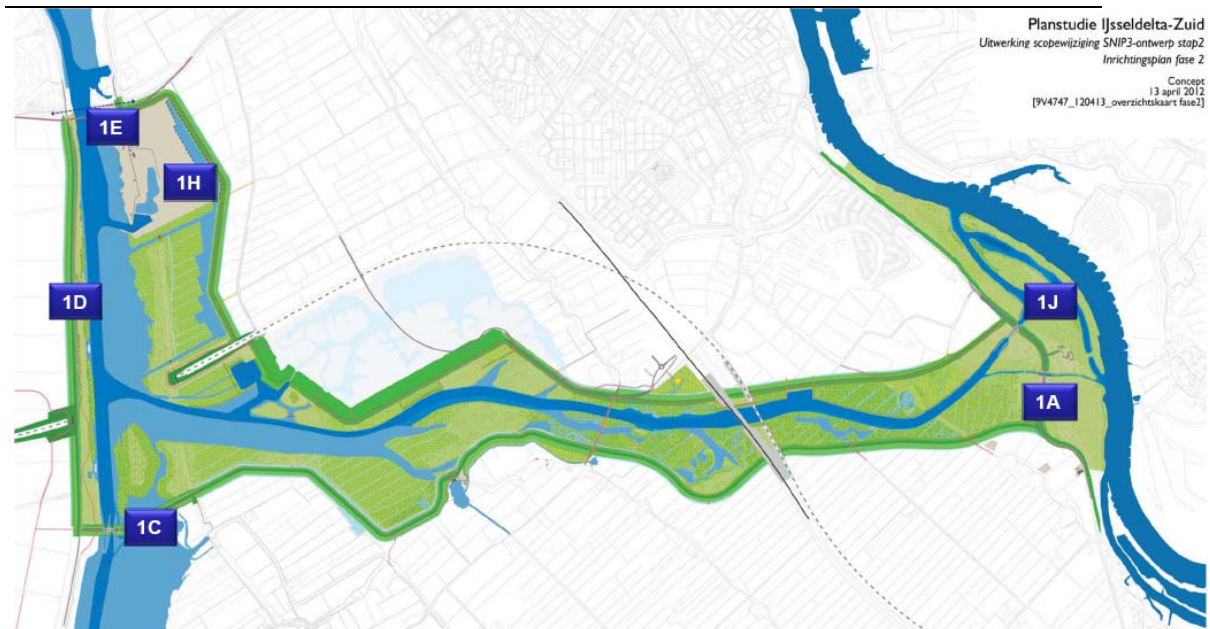 Planstudie IJsseldelta-Zuid
Uitwerking scopewijziging SNIP3-ontwerp stap2
Inrichtingsplan fase 2
Concept
13 april 2012
[9V4747_120413_overzichtskaart fase2]
1E
1H
1D
1J
1A
1C